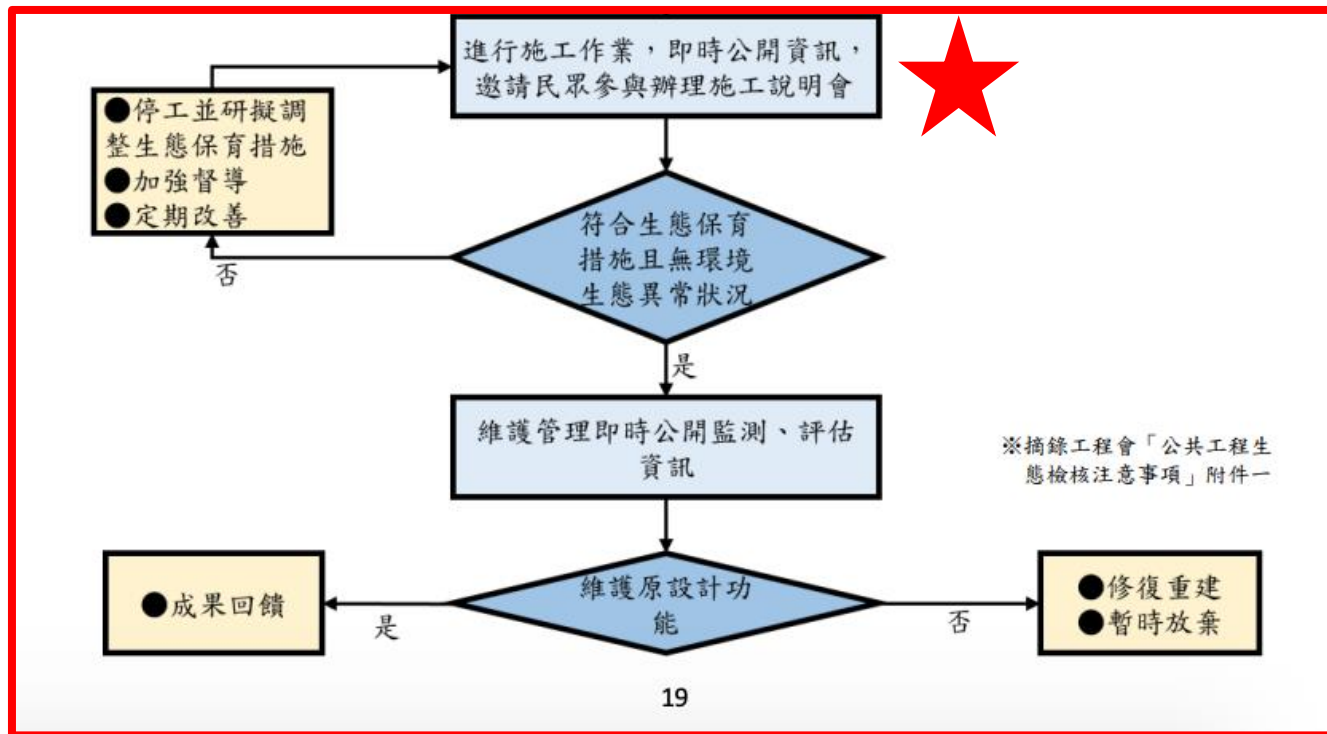 進行施工作業，即時公開資訊，
邀請民眾參與辦理施工說明會
●停工並研擬調
整生態保育措施
●加強督導
●定期改善
符合生態保育
措施且無環境
生態異常狀況
否
是
維護管理即時公開監測、評估
資訊
※摘錄工程會「公共工程生
態檢核注意事項」附件一
維護原設計功
能
●成果回饋
是
否
●修復重建
●暫時放棄
19